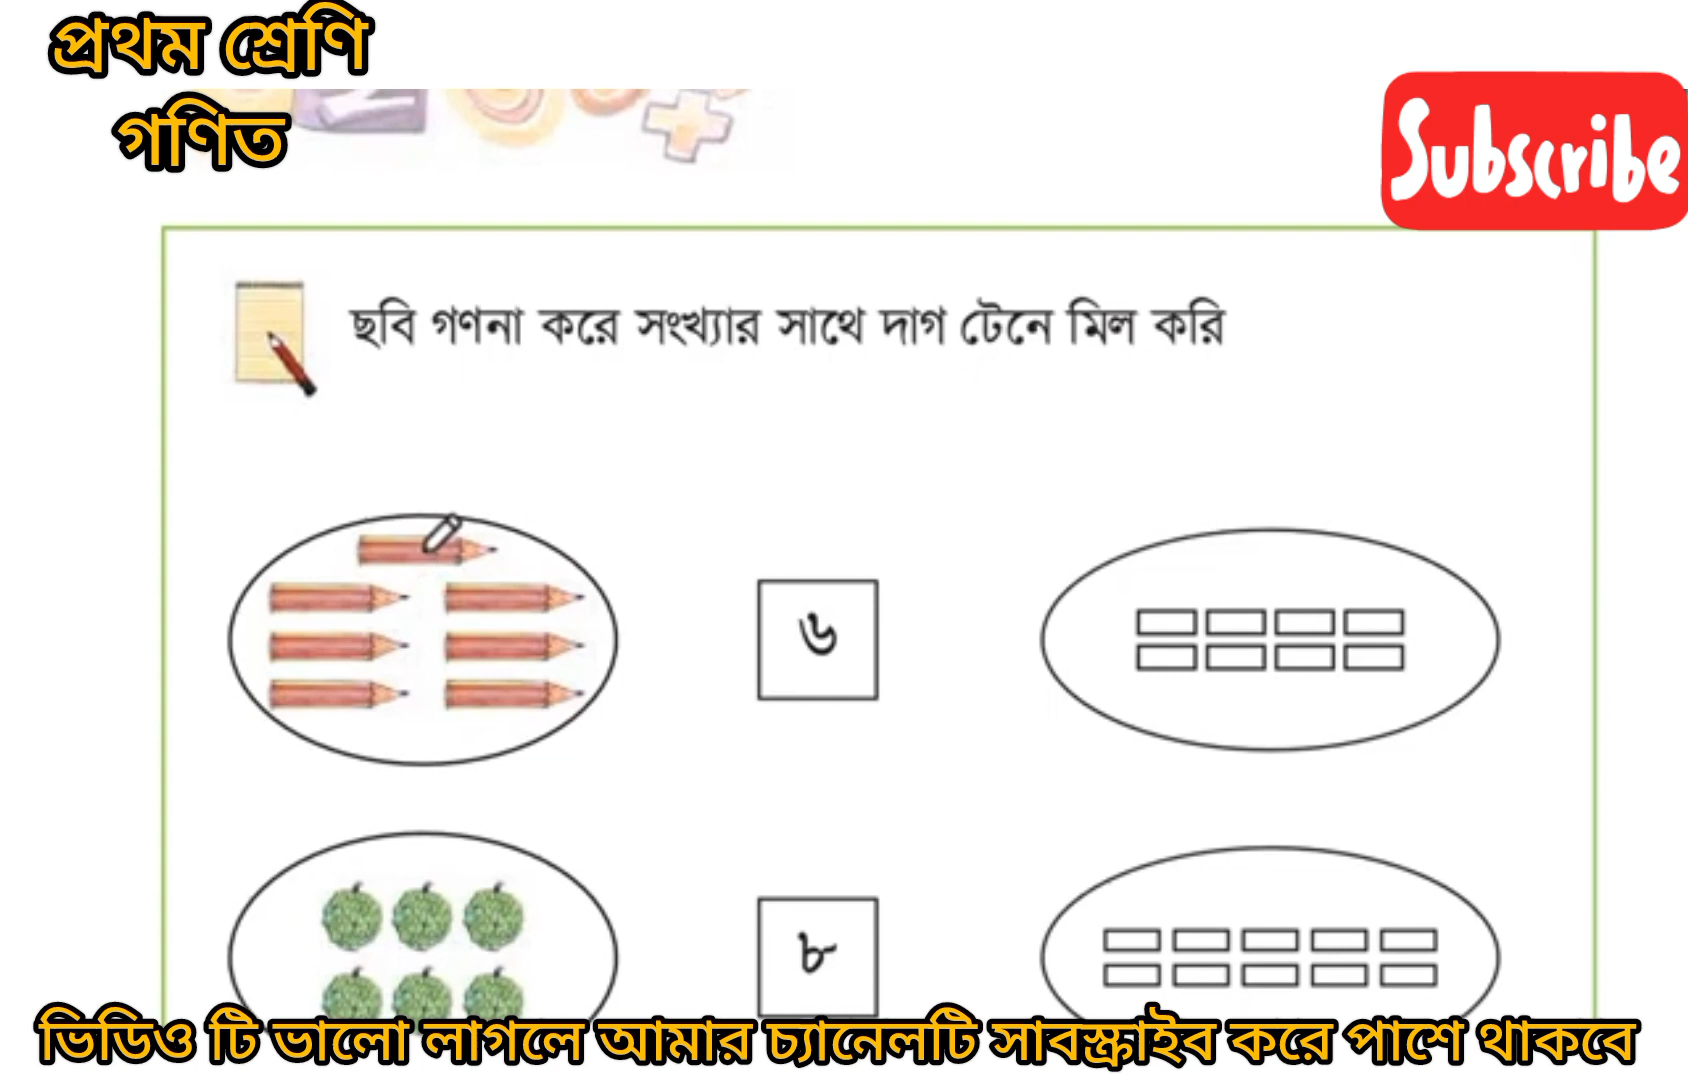 প্রথম শ্রেণি
গণিত
Subscribe
ছবি গণনা করে সংখ্যার সাথে দাগ টেনে মিল করি
৬
৮
ভিডিও টি ভালো লাগলে আমার চ্যানেলটি সাবস্ক্রাইব করে পাশে থাকবে